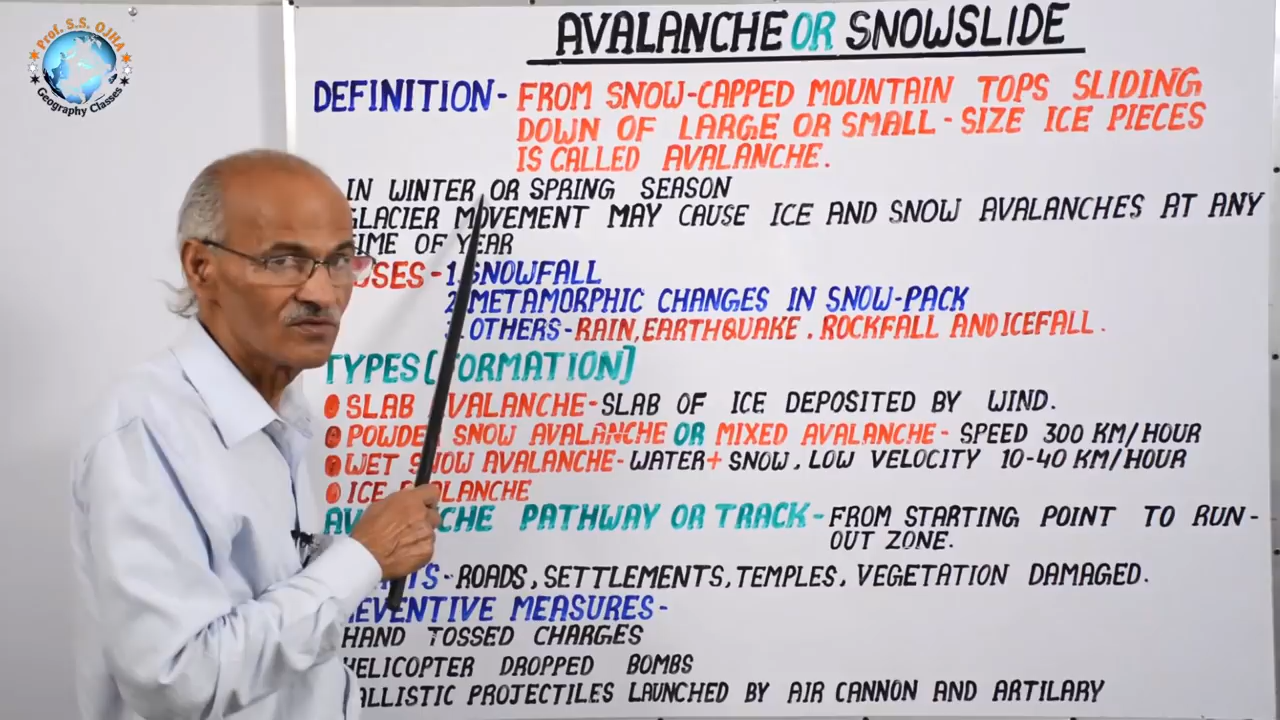 Prof. S.S. OJHA
Geography Classes
AVALANCHE OR SNOWSLIDE
DEFINITION- FROM SNOW-CAPPED MOUNTAIN TOPS SLIDING
DOWN OF LARGE OR SMALL-SIZE ICE PIECES
IS CALLED AVALANCHE.
IN WINTER OR SPRING SEASON
GLACIER MOVEMENT MAY CAUSE ICE AND SNOW AVALANCHES AT ANY
TIME OF YEAR
USES- 1. SNOWFALL
2. METAMORPHIC CHANGES IN SNOW-PACK
3. OTHERS- RAIN, EARTHQUAKE, ROCKFALL AND ICEFALL.
TYPES (FORMATION)
SLAB AVALANCHE- SLAB OF ICE DEPOSITED BY WIND.
POWDER SNOW AVALANCHE OR MIXED AVALANCHE- SPEED 300 KM/HOUR
WET SNOW AVALANCHE- WATER+ SNOW, LOW VELOCITY 10-40 KM/HOUR
ICE AVALANCHE
AVALANCHE PATHWAY OR TRACK- FROM STARTING POINT TO RUN-
OUT ZONE.
TS- ROADS, SETTLEMENTS, TEMPLES, VEGETATION DAMAGED.
EVENTIVE MEASURES-
HAND TOSSED CHARGES
HELICOPTER DROPPED BOMBS
ALLISTIC PROJECTILES LAUNCHED BY AIR CANNON AND ARTILARY